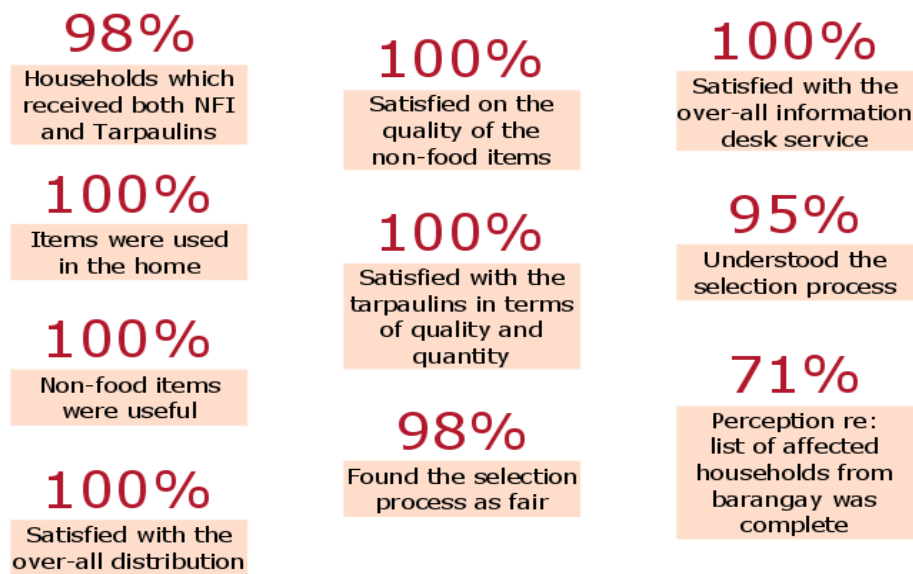 98%
Households which
received both NFI
and Tarpaulins
100%
Items were used
in the home
100%
Non-food items
were useful
100%
Satisfied with the
over-all distribution
100%
Satisfied on the
quality of the
non-food items
100%
Satisfied with the
tarpaulins in terms
of quality and
quantity
98%
Found the selection
process as fair
100%
Satisfied with the
over-all information
desk service
95%
Understood the
selection process
71%
Perception re:
list of affected
households from
barangay was
complete